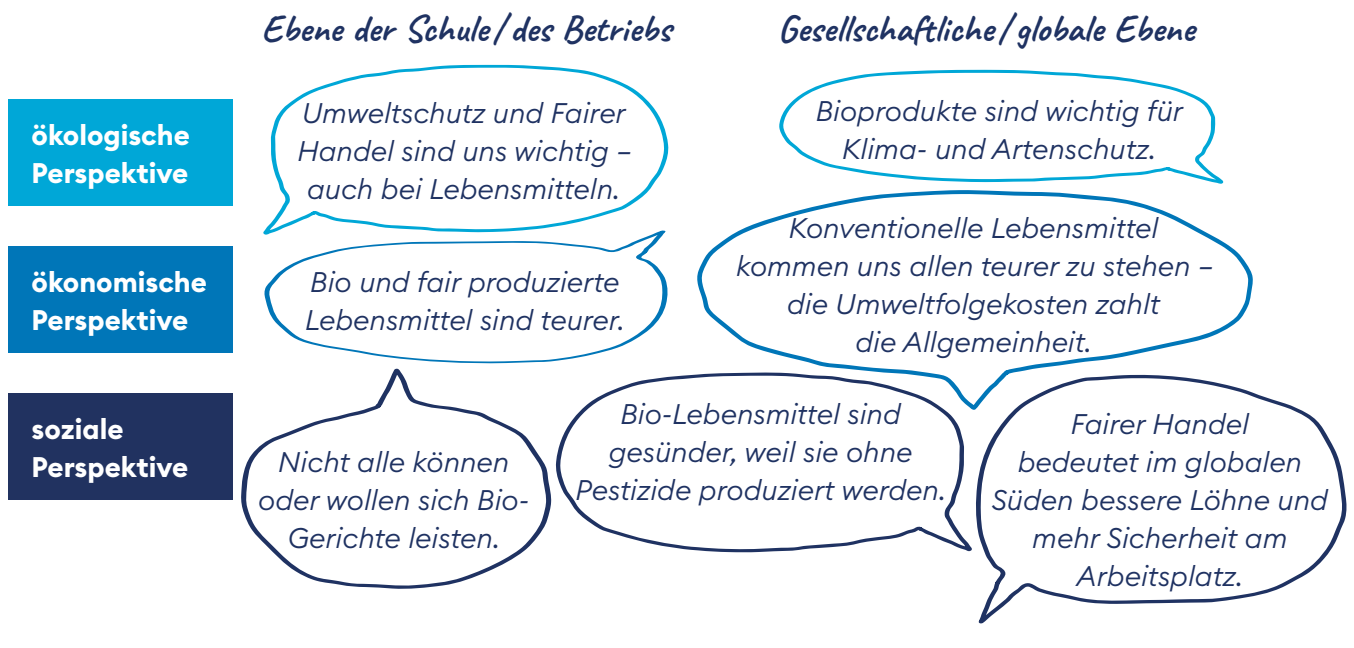 Ebene der Schule/des Betriebs
Gesellschaftliche/globale Ebene
ökologische
Perspektive
Umweltschutz und Fairer
Handel sind uns wichtig –
auch bei Lebensmitteln.
Bioprodukte sind wichtig für
Klima- und Artenschutz.
ökonomische
Perspektive
Bio und fair produzierte
Lebensmittel sind teurer.
Konventionelle Lebensmittel
kommen uns allen teurer zu stehen –
die Umweltfolgekosten zahlt
die Allgemeinheit.
soziale
Perspektive
Nicht alle können
oder wollen sich Bio-
Gerichte leisten.
Bio-Lebensmittel sind
gesünder, weil sie ohne
Pestizide produziert werden.
Fairer Handel
bedeutet im globalen
Süden bessere Löhne und
mehr Sicherheit am
Arbeitsplatz.